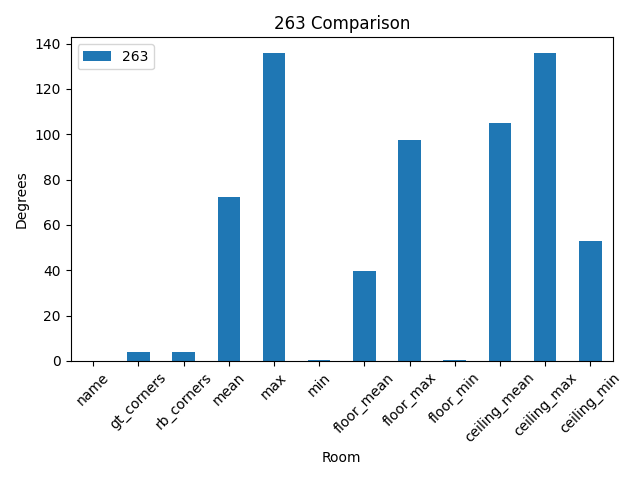 263 Comparison
263
140
120
100
80
60
40
20
0
Degrees
name
gt_corners
rb_corners
mean
max
min
floor_mean
floor_max
floor_min
ceiling_mean
ceiling_max
ceiling_min
Room